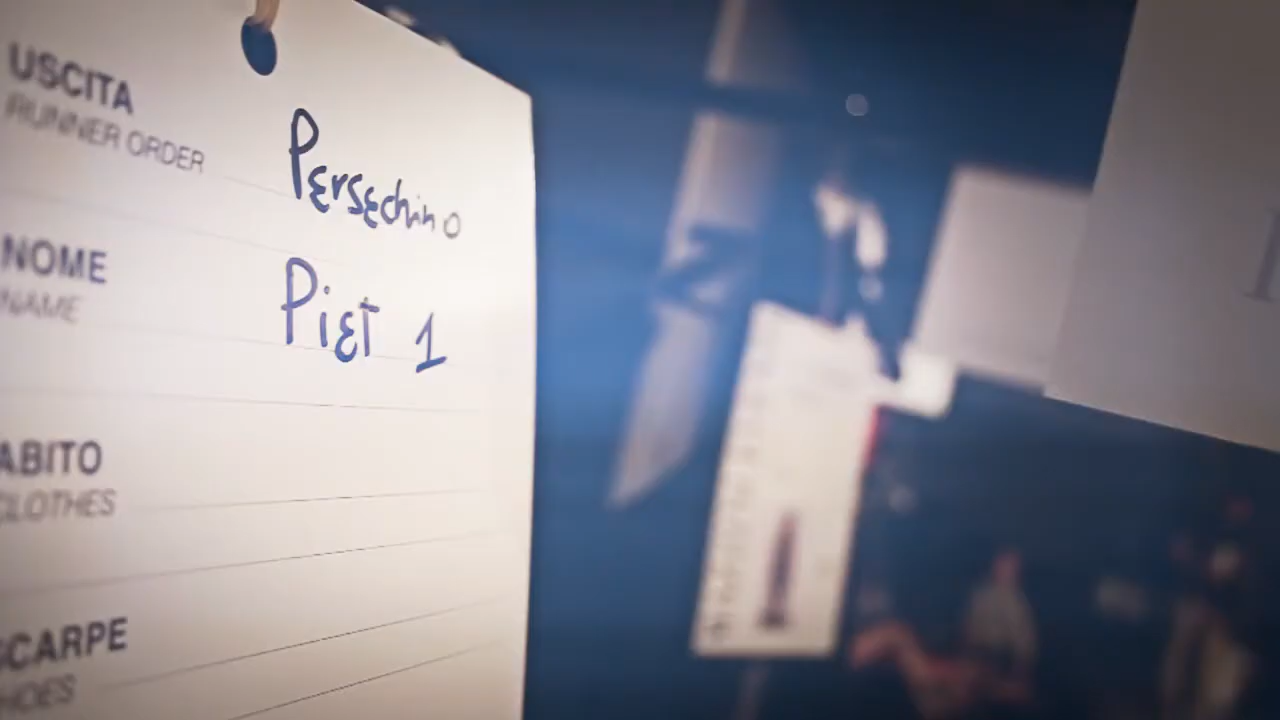 USCITA
RUNNER ORDER
Persechino
NOME
NAME
Piet 1
ABITO
CLOTHES
SCARPE
SHOES